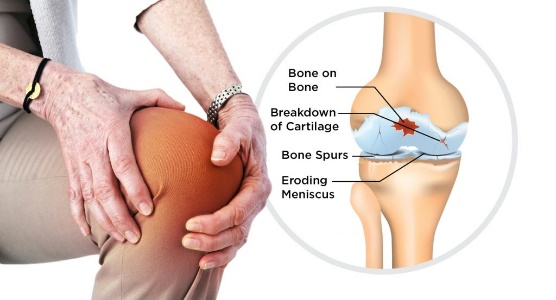 Bone on
Bone
Breakdown
of Cartilage
Bone Spurs
Eroding
Meniscus